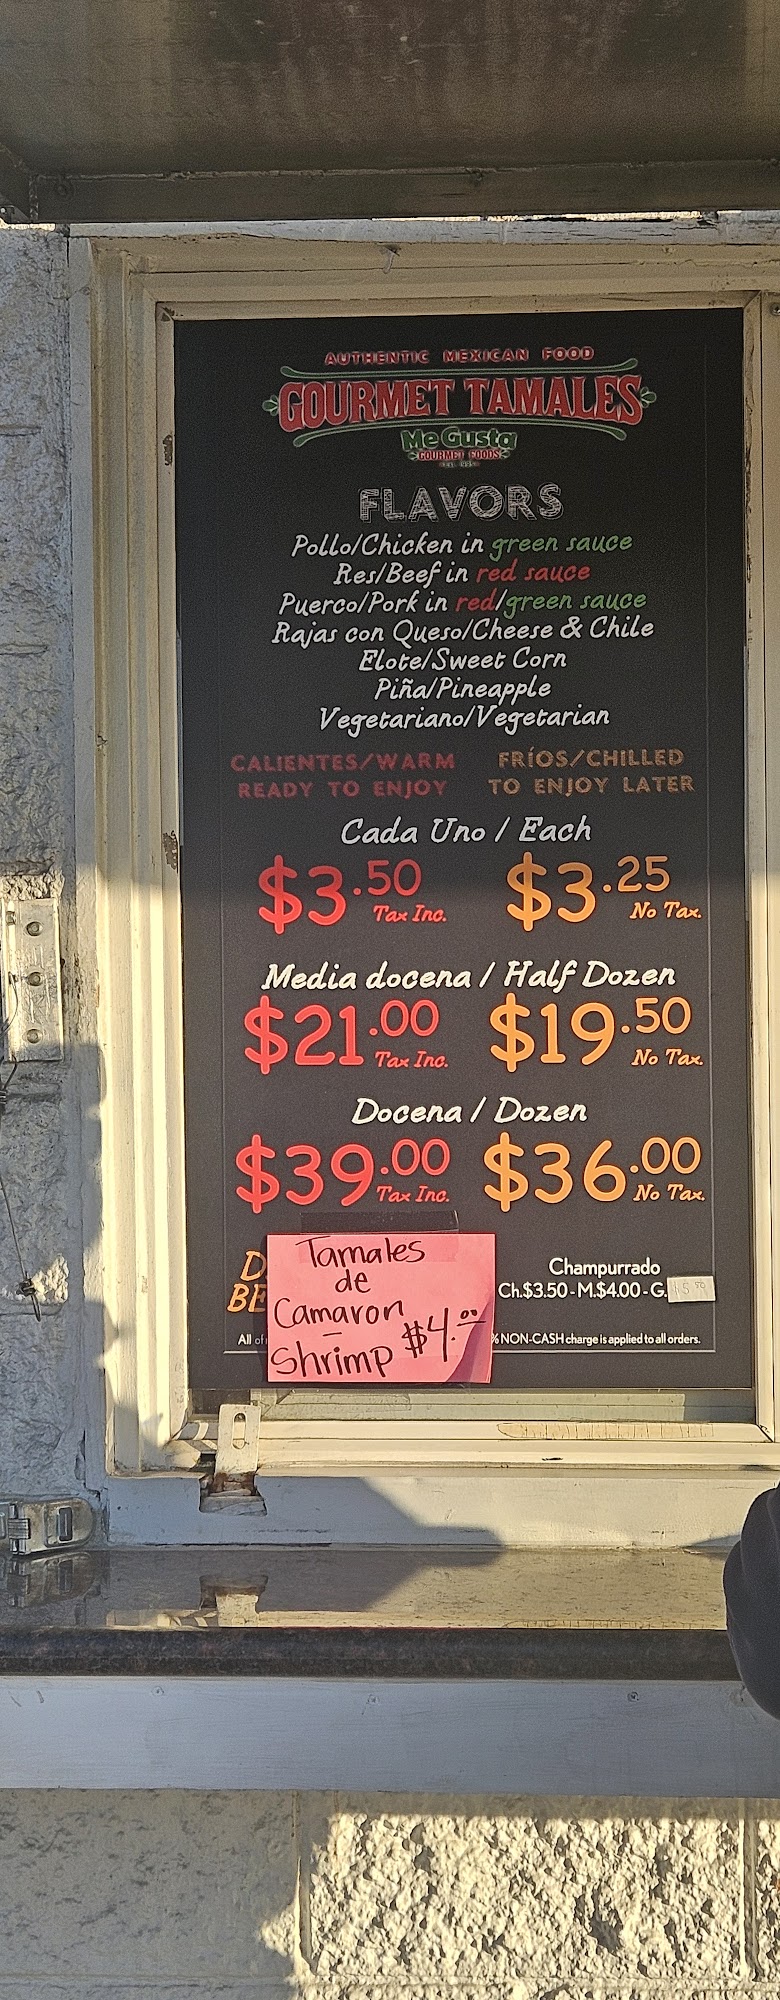 AUTHENTIC MEXICAN FOOD
GOURMET TAMALES
Me Gusta
GOURMET FOODS
FLAVORS
Pollo/Chicken in green sauce
Res/Beef in red sauce
Puerco/Pork in red/green sauce
Rajas con Queso/Cheese & Chile
Elote/Sweet Corn
Piña/Pineapple
Vegetariano/Vegetarian
CALIENTES/WARM FRÍOS/CHILLED
READY TO ENJOY TO ENJOY LATER
Cada Uno / Each
$3.50 Tax Inc. $3.25 No Tax.
Media docena / Half Dozen
$21.00 Tax Inc. $19.50 No Tax.
Docena / Dozen
$39.00 Tax Inc. $36.00 No Tax.
Tamales
de
Camaron
Shrimp $4.00
Champurrado
Ch.$3.50 - M.$4.00 - G.
All
% NON-CASH charge is applied to all orders.